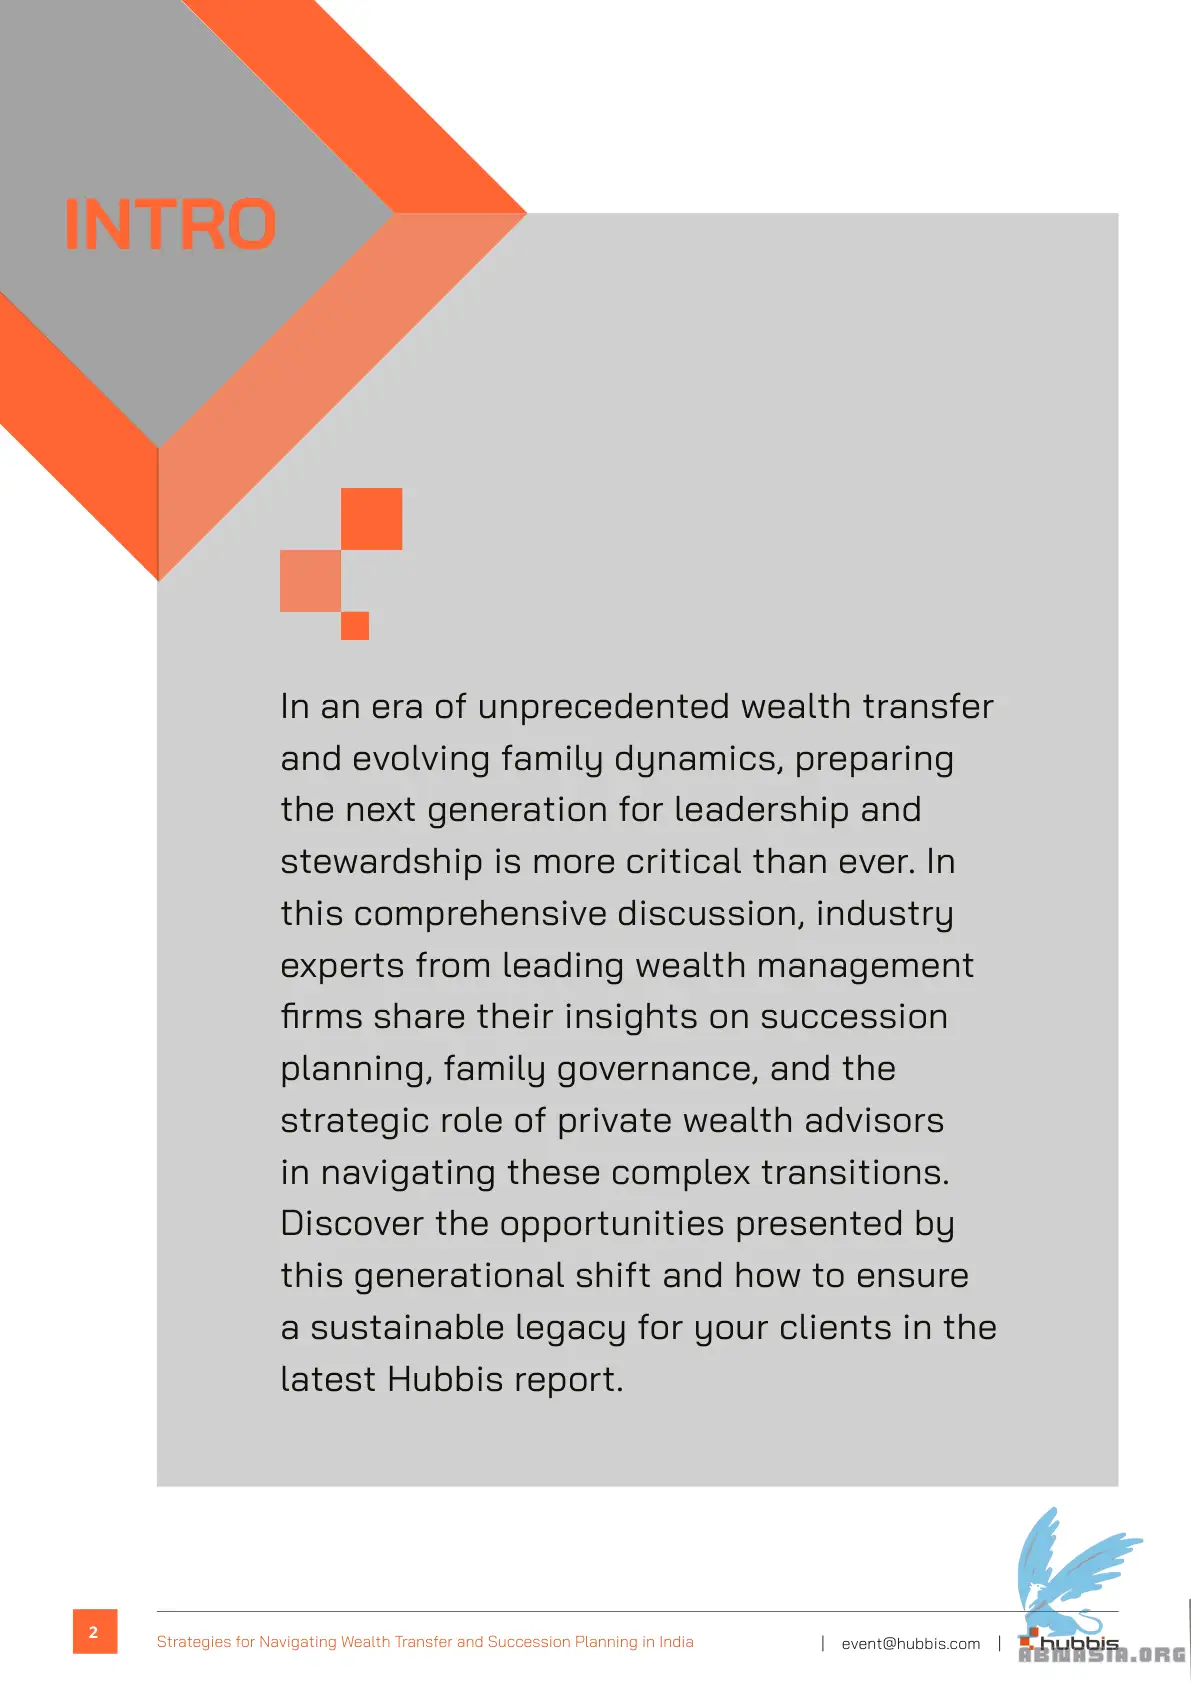 INTRO
In an era of unprecedented wealth transfer
and evolving family dynamics, preparing
the next generation for leadership and
stewardship is more critical than ever. In
this comprehensive discussion, industry
experts from leading wealth management
firms share their insights on succession
planning, family governance, and the
strategic role of private wealth advisors
in navigating these complex transitions.
Discover the opportunities presented by
this generational shift and how to ensure
a sustainable legacy for your clients in the
latest Hubbis report.
2
Strategies for Navigating Wealth Transfer and Succession Planning in India
| event@hubbis.com |
hubbis
ABMASIA.ORG